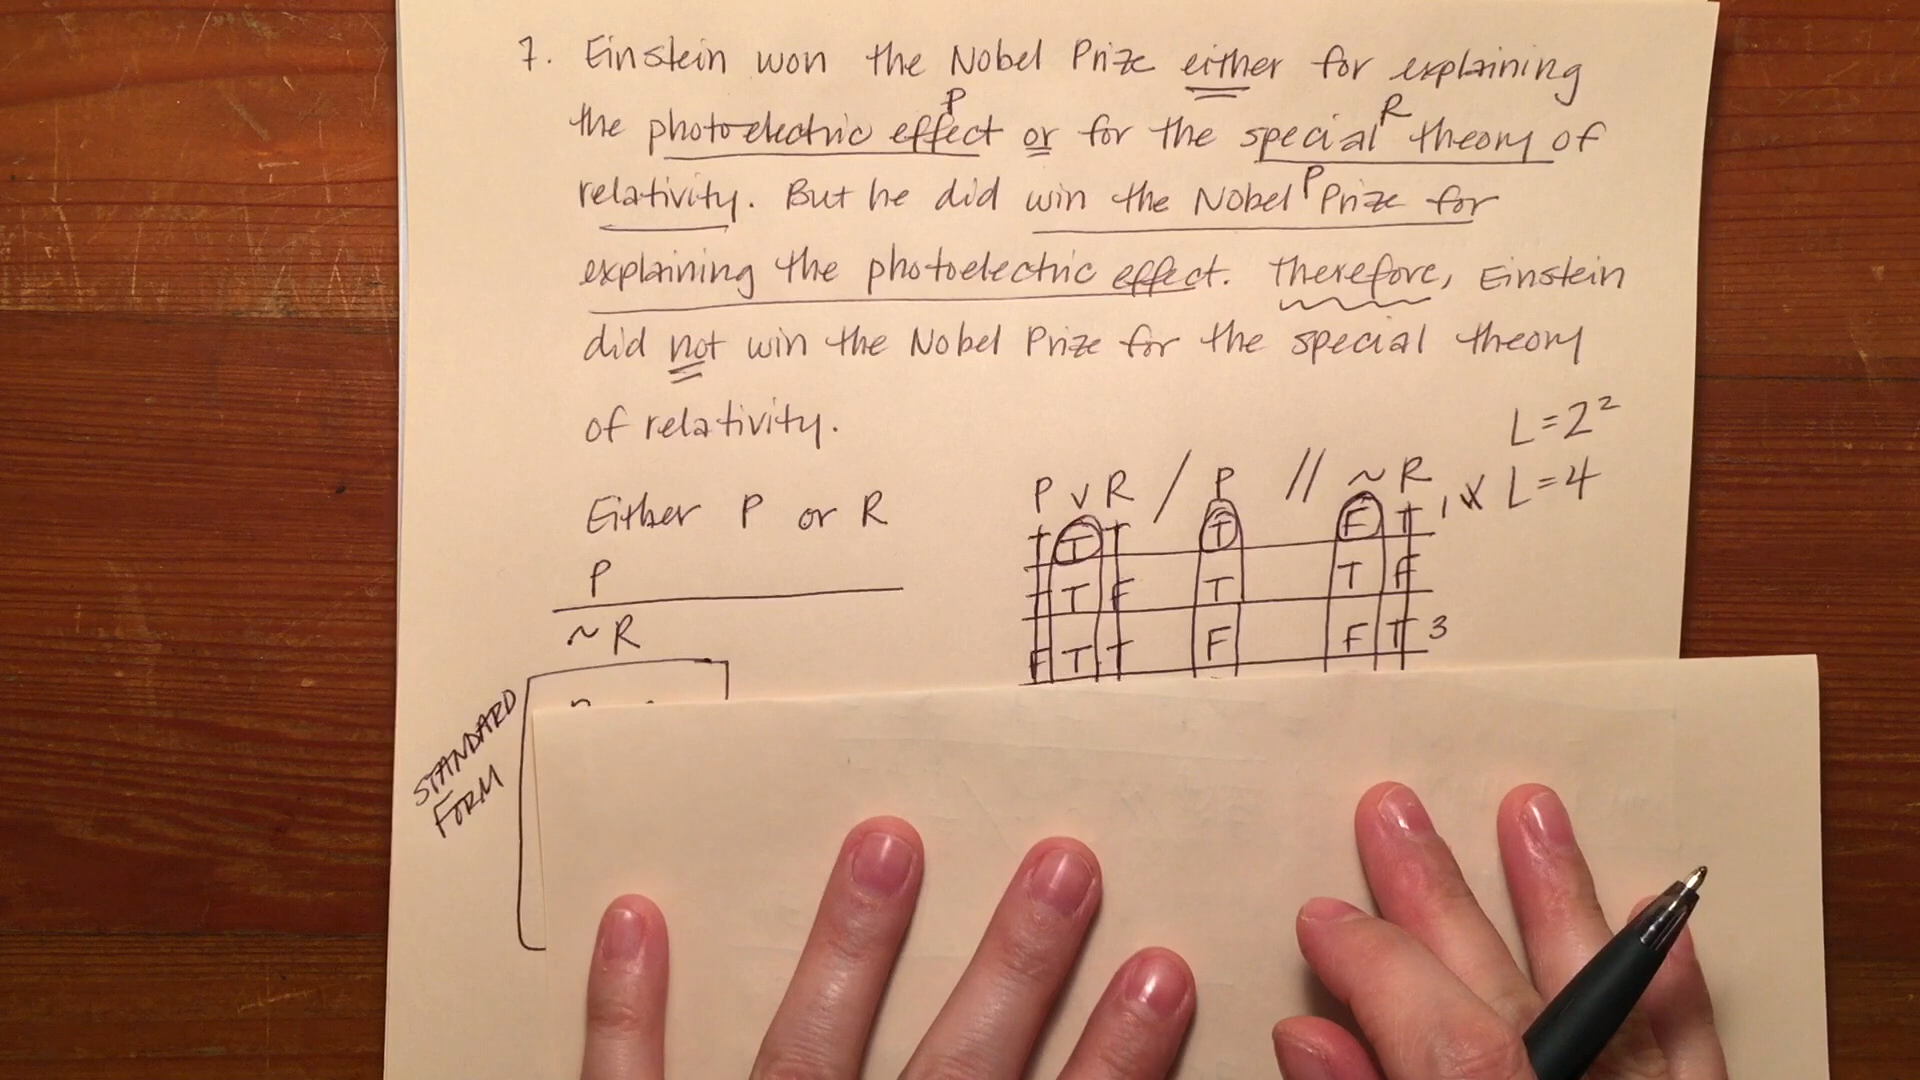 7. Einstein won the Nobel Prize either for explaining
P R
the photoelectric effect or for the special theory of
relativity. But he did win the Nobel P Prize for
explaining the photoelectric effect. Therefore, Einstein
did not win the Nobel Prize for the special theory
of relativity.
L=2²
L=4
Either P or R
P
~R
P v R / P // ~ R
T T T T F T 1
T T F T T F
F T T F F T 3
STANDARD
FORM